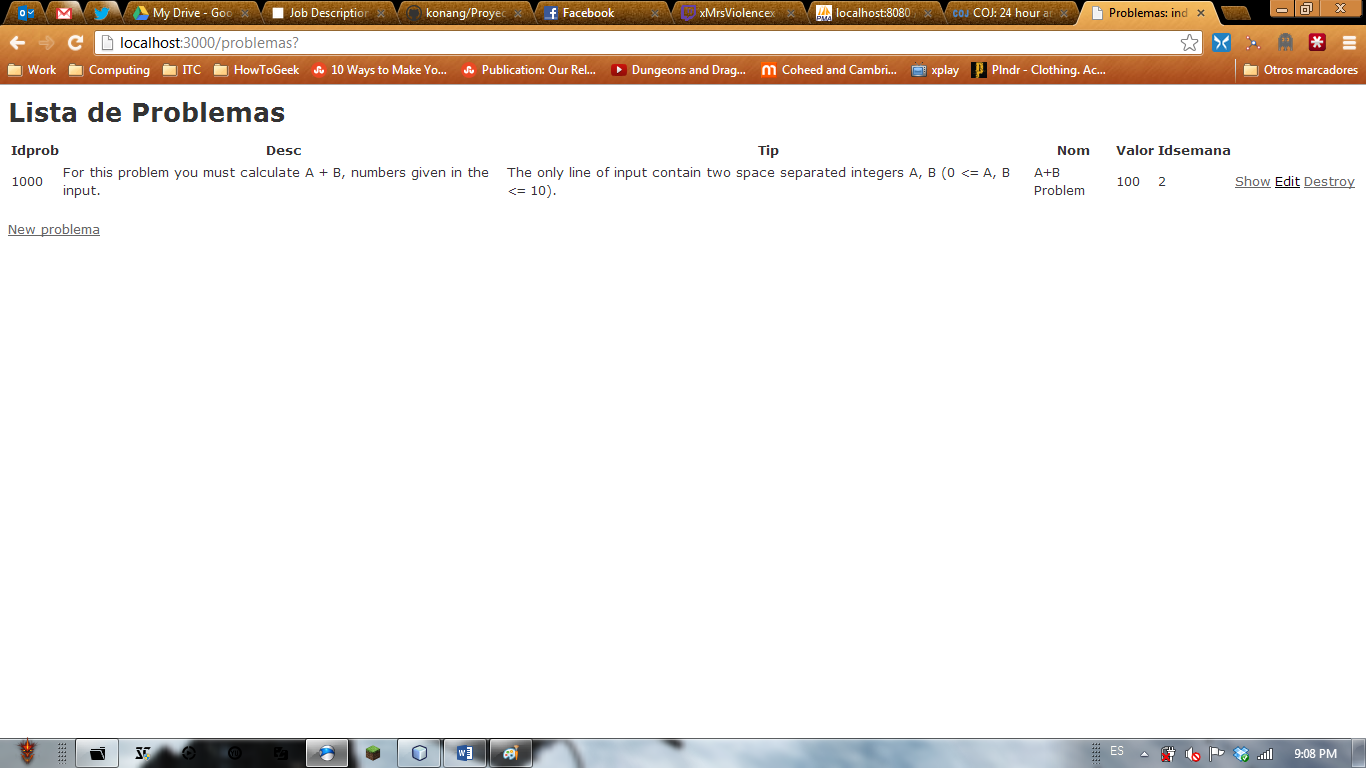 My Drive - Goo
Job Description
konang/Proyec
Facebook
xMrsViolencex
localhost:8080
COJ: 24 hour an
Problemas: ind
localhost:3000/problemas?
Work
Computing
ITC
HowToGeek
10 Ways to Make Yo...
Publication: Our Rel...
Dungeons and Drag...
Coheed and Cambri...
xplay
Plndr - Clothing. Ac...
Otros marcadores
Lista de Problemas
Idprob Desc Tip Nom Valor Idsemana
1000
For this problem you must calculate A + B, numbers given in the
input.
The only line of input contain two space separated integers A, B (0 <= A, B
<= 10).
A+B
Problem
100
2
Show Edit Destroy
New problema
ES
9:08 PM